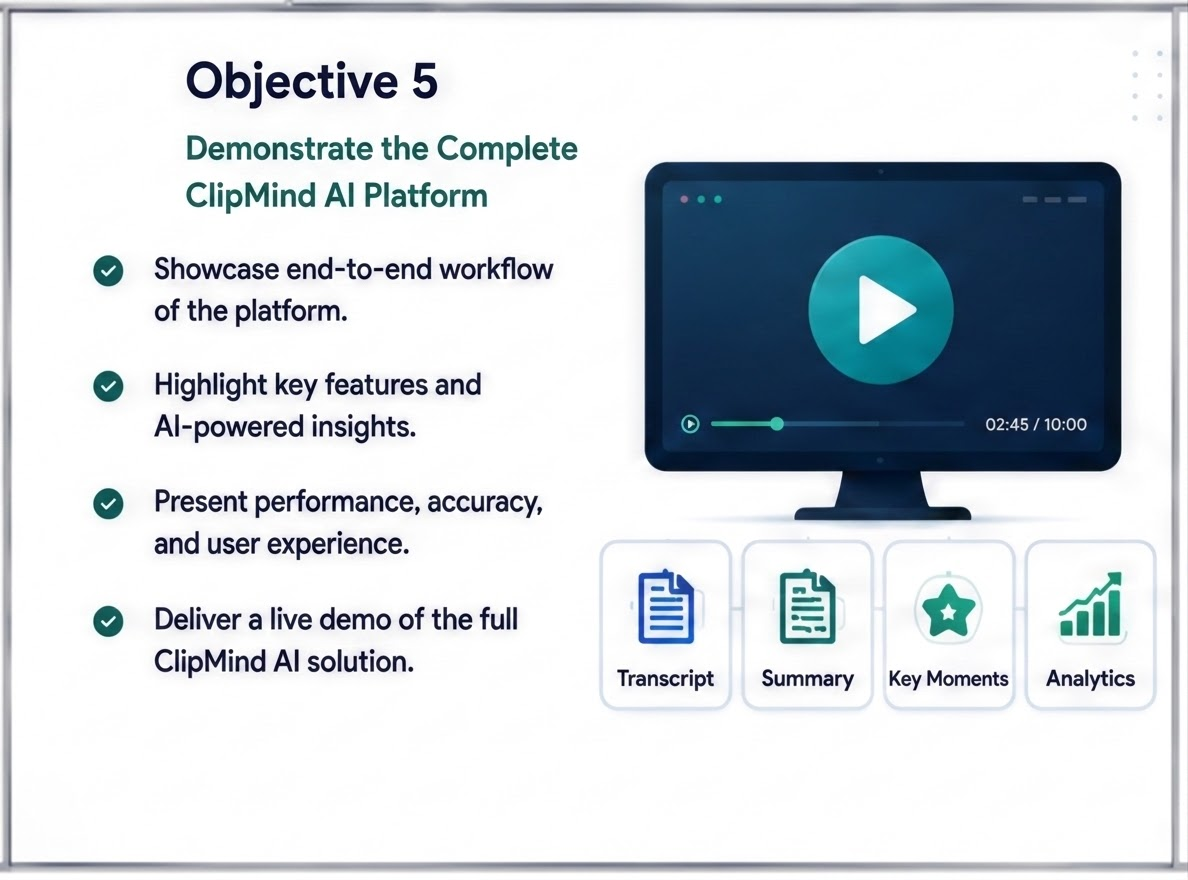 Objective 5
Demonstrate the Complete
ClipMind AI Platform
Showcase end-to-end workflow
of the platform.
Highlight key features and
AI-powered insights.
Present performance, accuracy,
and user experience.
Deliver a live demo of the full
ClipMind AI solution.
02:45 / 10:00
Transcript
Summary
Key Moments
Analytics